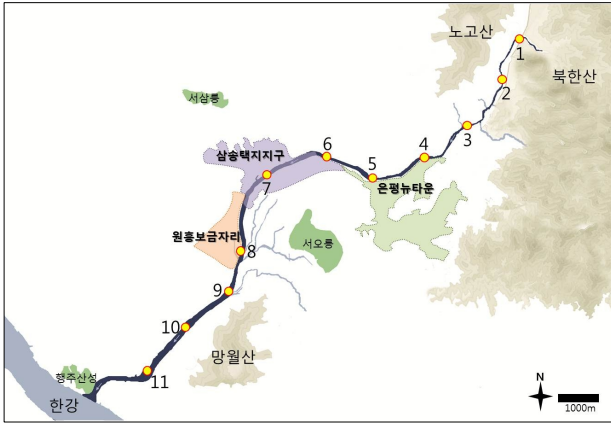 노고산
1
북한산
2
서삼릉
3
삼송택지지구
6
4
5
은평뉴타운
7
원흥보금자리
서오릉
8
9
10
망월산
N
행주산성
11
한강
1000m